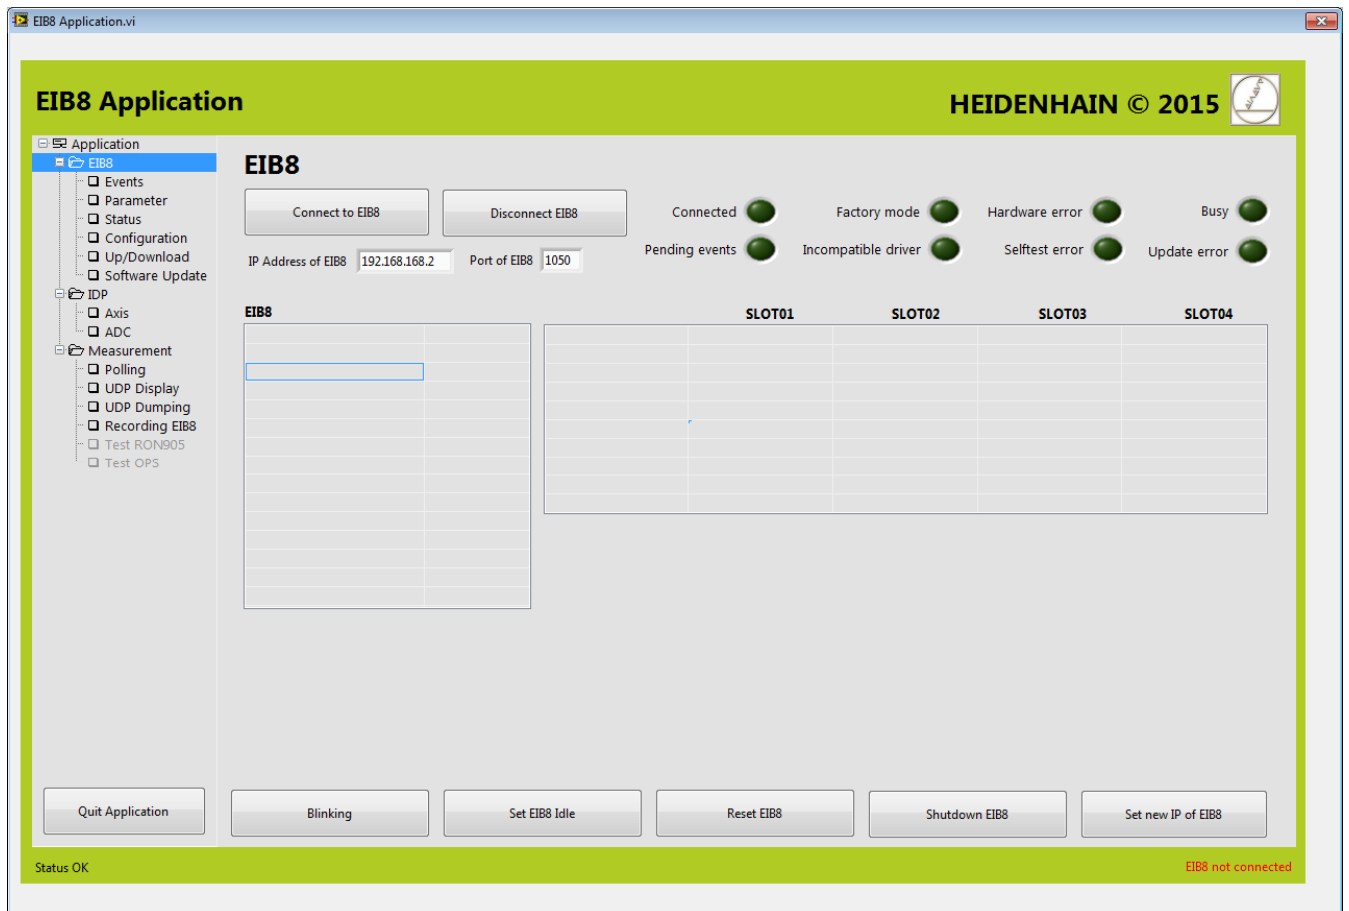 EIB8 Application.vi
EIB8 Application
HEIDENHAIN © 2015
Application
EIB8
Events
Parameter
Status
Configuration
Up/Download
Software Update
IDP
Axis
ADC
Measurement
Polling
UDP Display
UDP Dumping
Recording EIB8
Test RON905
Test OPS
Quit Application
EIB8
Connect to EIB8
Disconnect EIB8
Connected
Factory mode
Hardware error
Busy
Pending events
Incompatible driver
Selftest error
Update error
IP Address of EIB8 192.168.168.2
Port of EIB8 1050
EIB8
SLOT01 SLOT02 SLOT03 SLOT04
Blinking
Set EIB8 Idle
Reset EIB8
Shutdown EIB8
Set new IP of EIB8
Status OK
EIB8 not connected